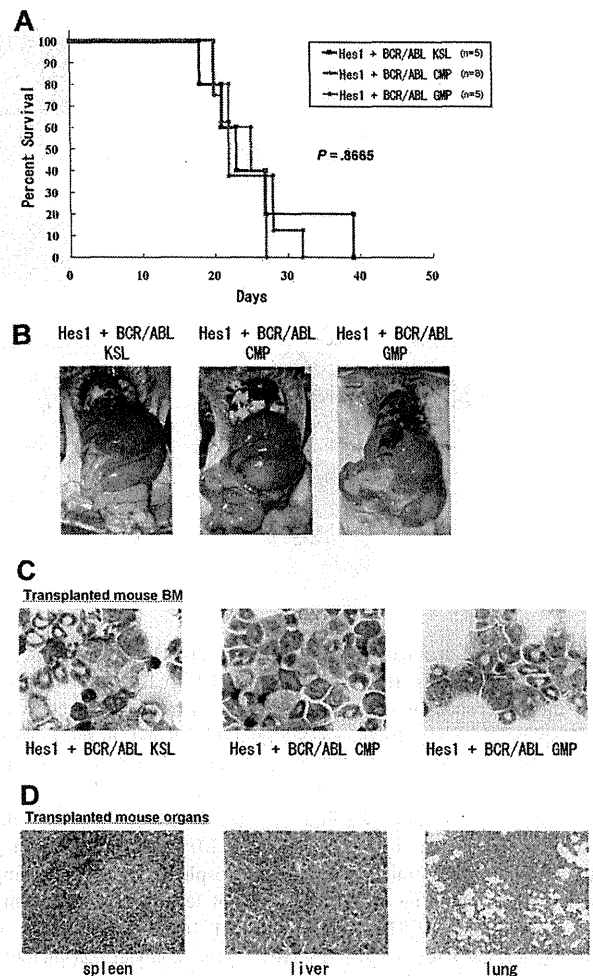 A
100
90
80
70
60
50
40
30
20
10
0
Percent Survival
0 10 20 30 40 50
Days
Hes1 + BCR/ABL KSL (n=5)
Hes1 + BCR/ABL CMP (n=8)
Hes1 + BCR/ABL GMP (n=5)
P = .8665
B
Hes1 + BCR/ABL KSL
Hes1 + BCR/ABL CMP
Hes1 + BCR/ABL GMP
C
Transplanted mouse BM
Hes1 + BCR/ABL KSL Hes1 + BCR/ABL CMP Hes1 + BCR/ABL GMP
D
Transplanted mouse organs
spleen liver lung